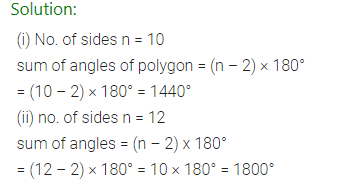 Solution:
(i) No. of sides n = 10
sum of angles of polygon = (n – 2) × 180°
= (10 – 2) × 180° = 1440°
(ii) no. of sides n = 12
sum of angles = (n – 2) x 180°
= (12 – 2) × 180° = 10 × 180° = 1800°